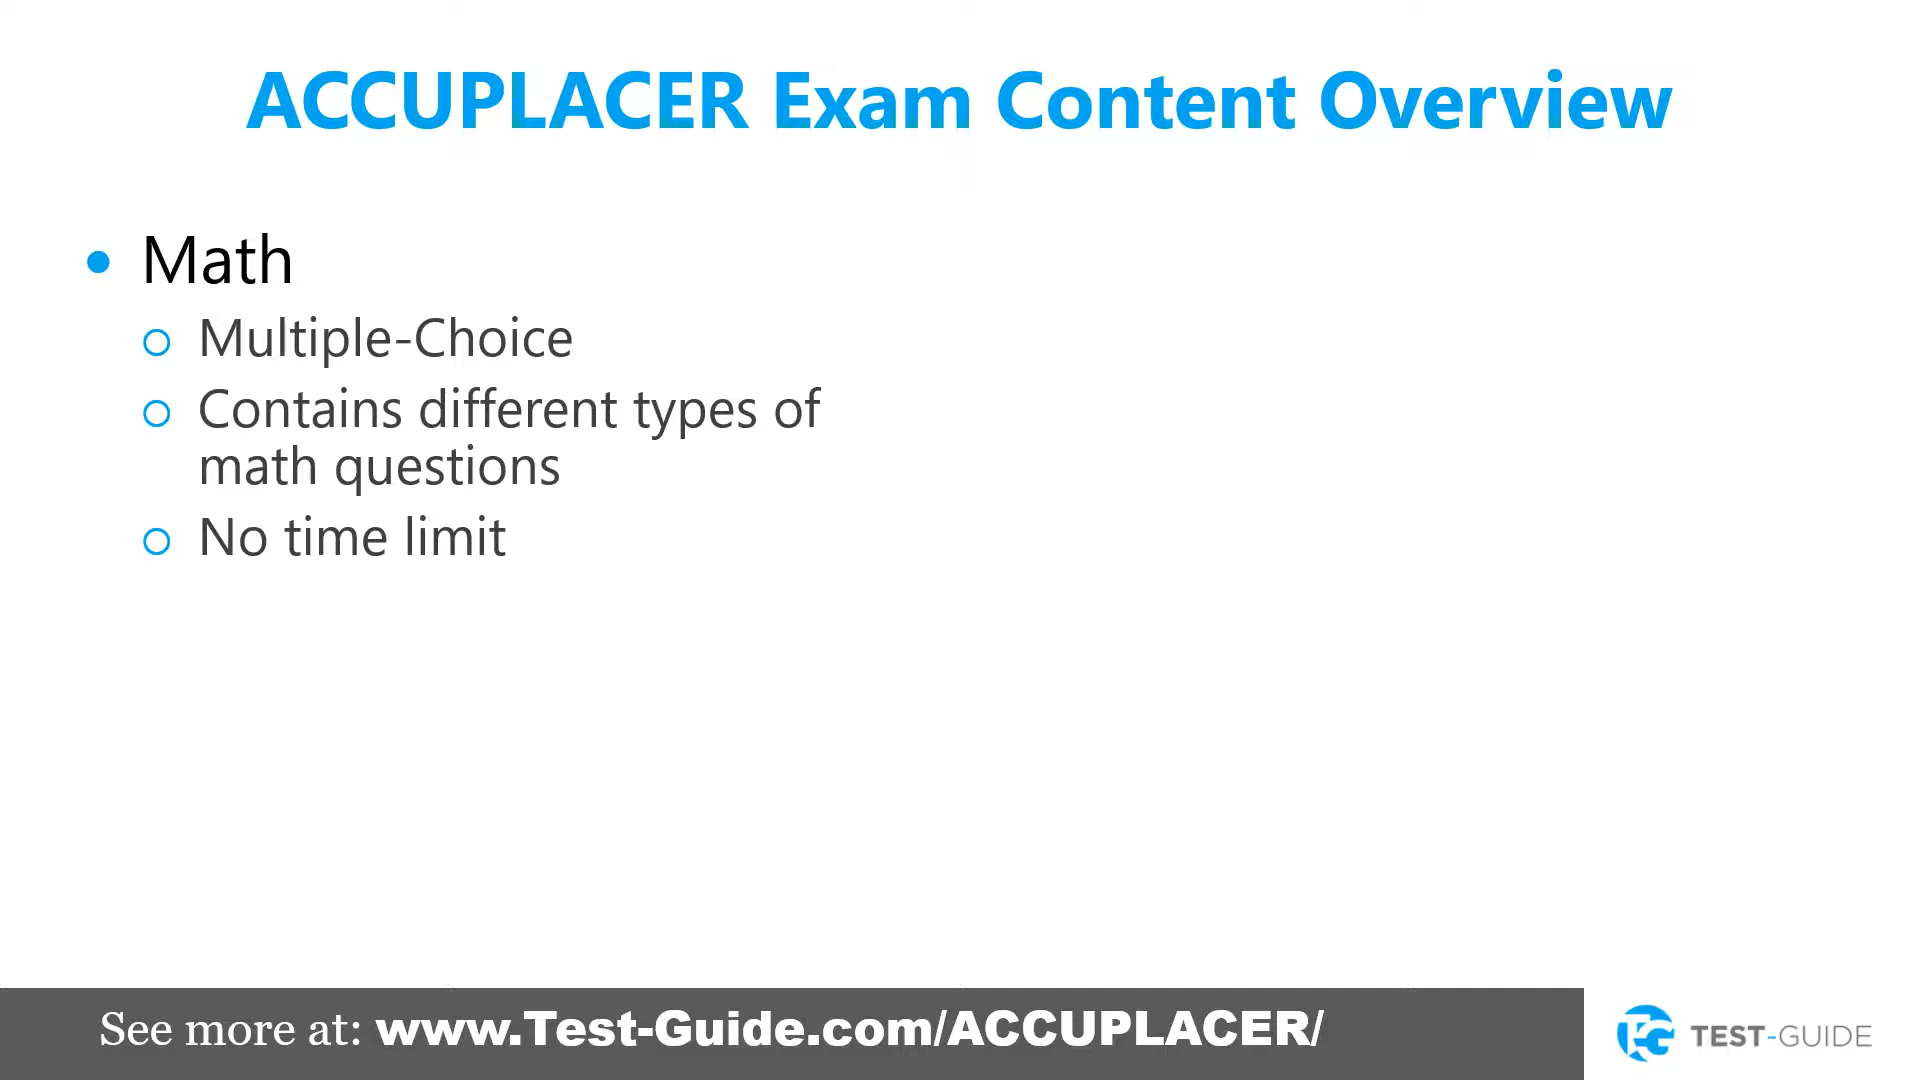 ACCUPLACER Exam Content Overview
Math
Multiple-Choice
Contains different types of
math questions
No time limit
See more at: www.Test-Guide.com/ACCUPLACER/
TEST-GUIDE